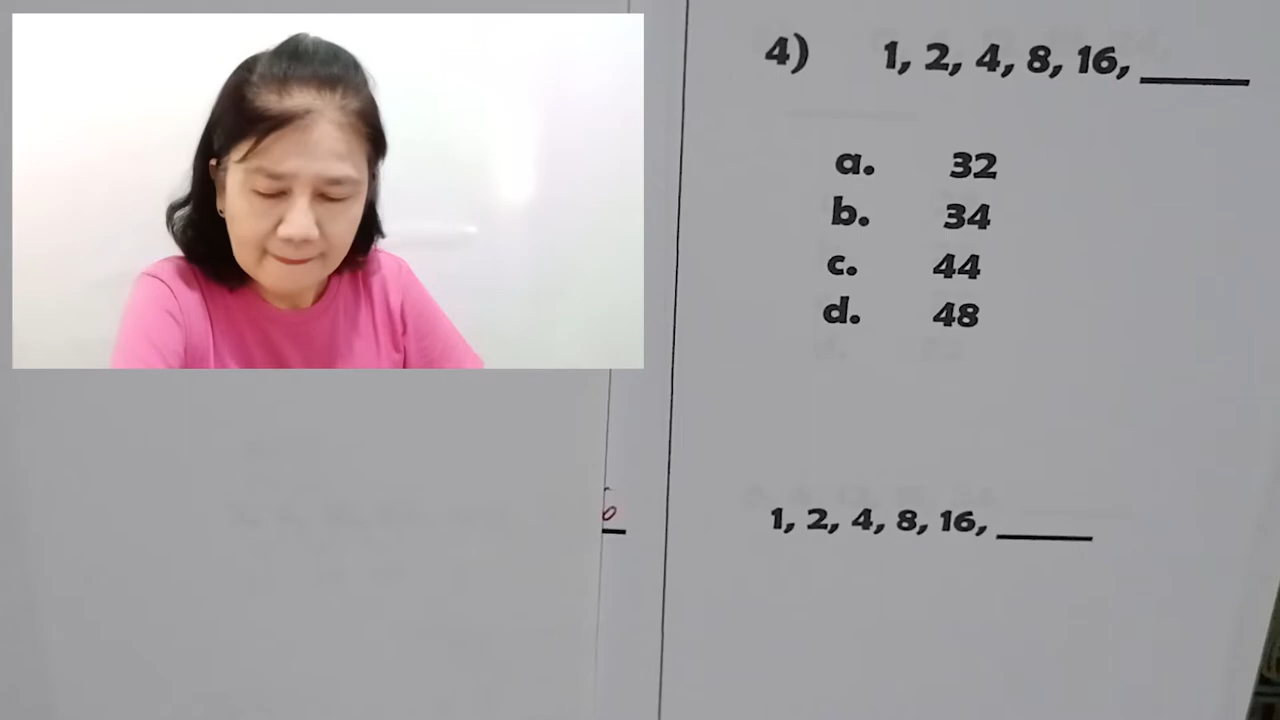 4) 1, 2, 4, 8, 16, ______
a. 32
b. 34
c. 44
d. 48
1, 2, 4, 8, 16, ______